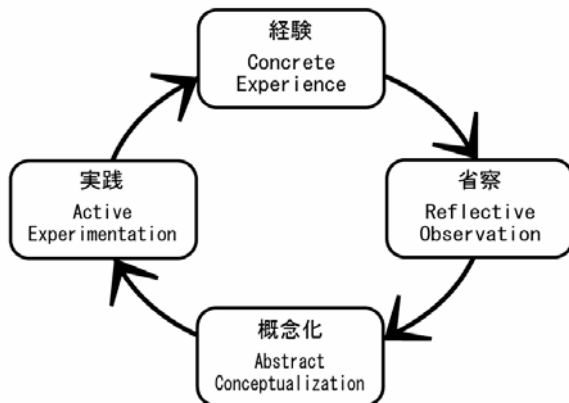 経験
Concrete
Experience
実践
Active
Experimentation
省察
Reflective
Observation
概念化
Abstract
Conceptualization